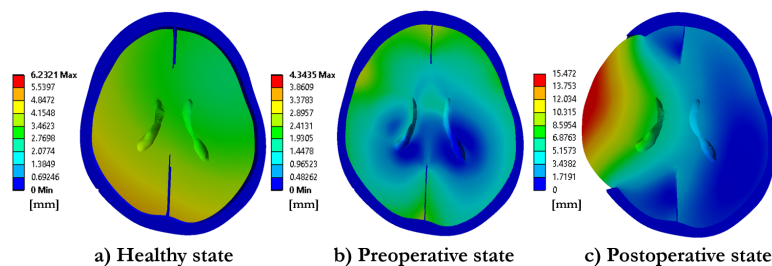 6.2321 Max
5.5397
4.8472
4.1548
3.4623
2.7698
2.0774
1.3849
0.69246
0 Min
[mm]
4.3435 Max
3.8609
3.3783
2.8957
2.4131
1.9305
1.4478
0.96523
0.48262
0 Min
[mm]
15.472
13.753
12.034
10.315
8.5954
6.8763
5.1573
3.4382
1.7191
0
[mm]
a) Healthy state
b) Preoperative state
c) Postoperative state